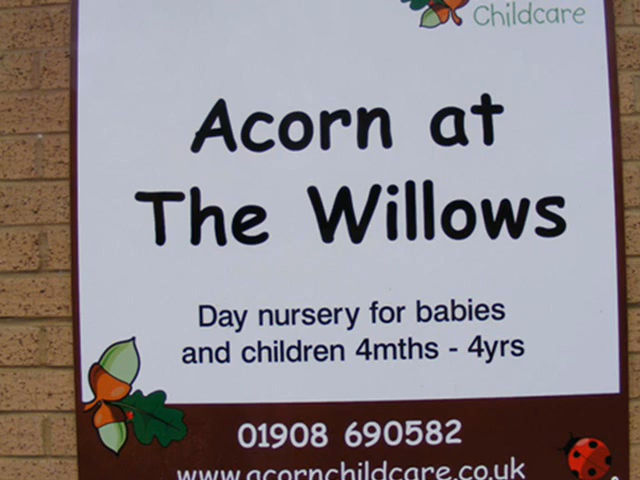 Childcare
Acorn at
The Willows
Day nursery for babies
and children 4mths - 4yrs
01908 690582
www.acornchildcare.co.uk